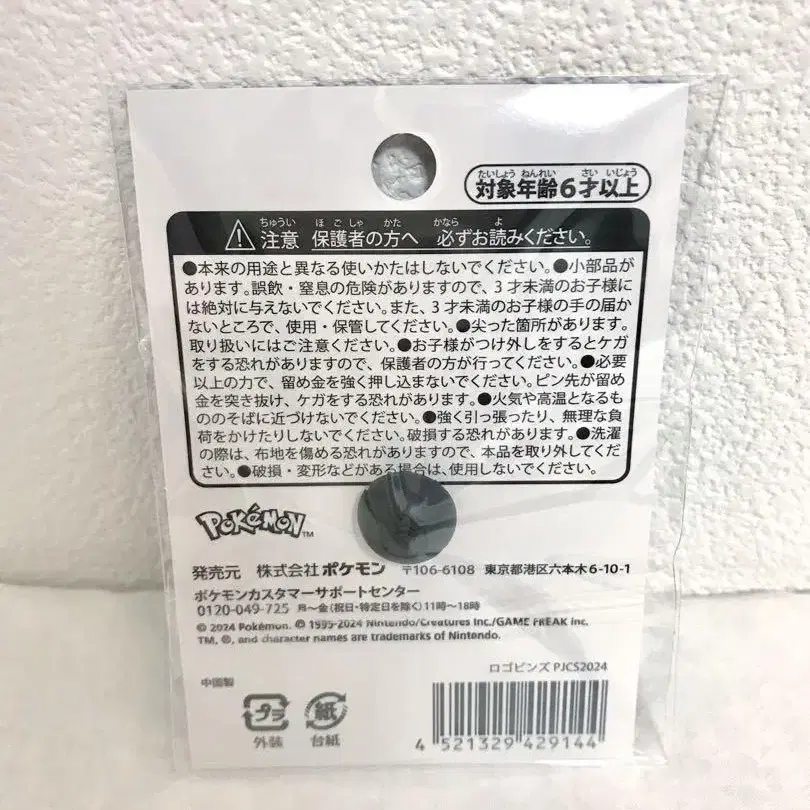 たいしょう ねんれい さい いじょう
対象年齢6才以上
ちゅうい ほごしゃ かた かなら よ
⚠注意 保護者の方へ 必ずお読みください。
●本来の用途と異なる使いかたはしないでください。●小部品が
あります。誤飲・窒息の危険がありますので、3才未満のお子様に
は絶対に与えないでください。また、3才未満のお子様の手の届か
ないところで、使用・保管してください。●尖った箇所があります。
取り扱いにはご注意ください。●お子様がつけ外しをするとケガ
をする恐れがありますので、保護者の方が行ってください。●必要
以上の力で、留め金を強く押し込まないでください。ピン先が留め
金を突き抜け、ケガをする恐れがあります。●火気や高温となるも
ののそばに近づけないでください。●強く引っ張ったり、無理な負
荷をかけたりしないでください。破損する恐れがあります。●洗濯
の際は、布地を傷める恐れがありますので、本品を取り外してくだ
さい。●破損・変形などがある場合は、使用しないでください。
POKéMON™
発売元 株式会社ポケモン 〒106-6108 東京都港区六本木6-10-1
ポケモンカスタマーサポートセンター
0120-049-725 月~金(祝日・特定日を除く)11時~18時
© 2024 Pokémon. © 1995-2024 Nintendo/Creatures Inc./GAME FREAK inc.
TM, ®, and character names are trademarks of Nintendo.
ロゴピンズ PJCS2024
中国製
プラ 紙
外装 台紙
4 521329 429144